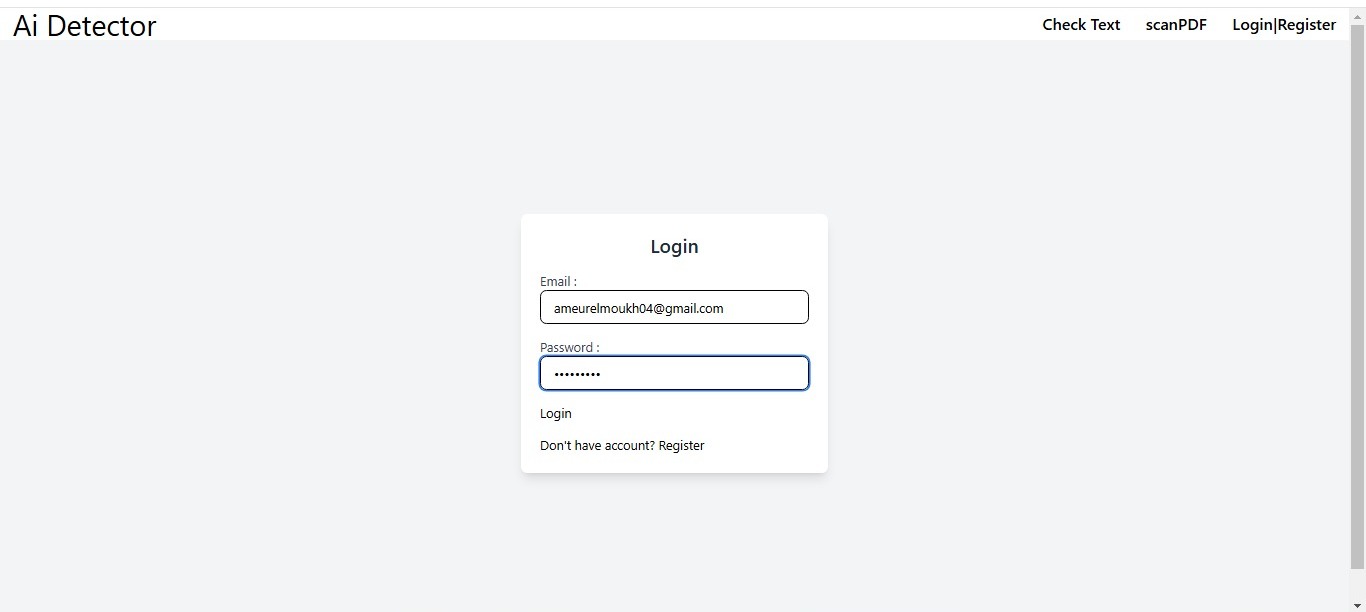 Ai Detector
Check Text scanPDF Login|Register
Login
Email :
ameurelmoukh04@gmail.com
Password :
•••••••••
Login
Don't have account? Register